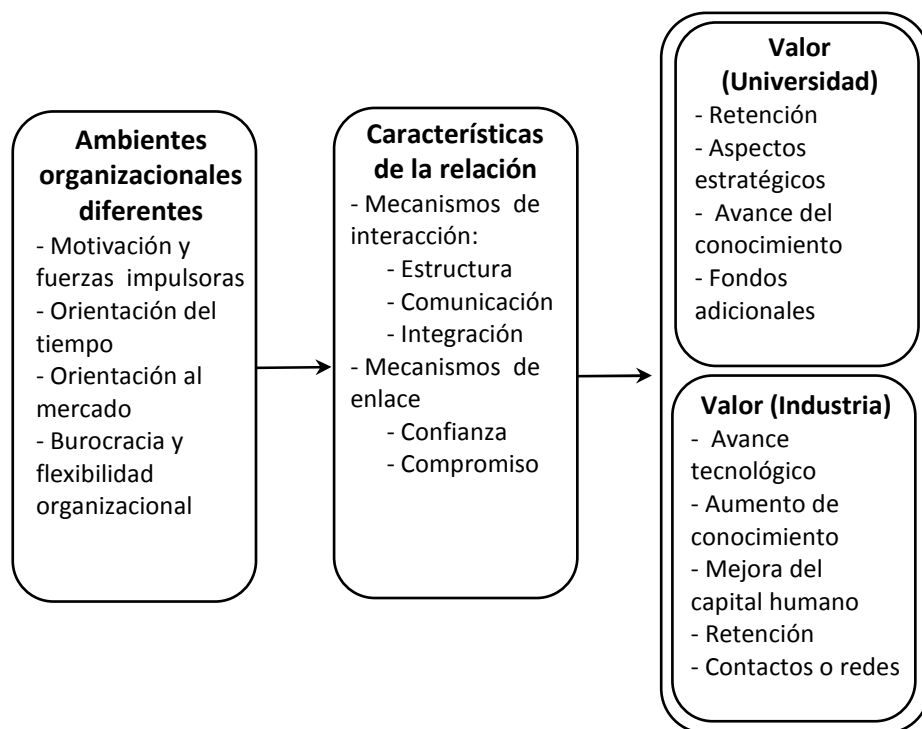 Ambientes
organizacionales
diferentes
- Motivación y
fuerzas impulsoras
- Orientación del
tiempo
- Orientación al
mercado
- Burocracia y
flexibilidad
organizacional
Características
de la relación
- Mecanismos de
interacción:
- Estructura
- Comunicación
- Integración
- Mecanismos de
enlace
- Confianza
- Compromiso
Valor
(Universidad)
- Retención
- Aspectos
estratégicos
- Avance del
conocimiento
- Fondos
adicionales
Valor (Industria)
- Avance
tecnológico
- Aumento de
conocimiento
- Mejora del
capital humano
- Retención
- Contactos o redes